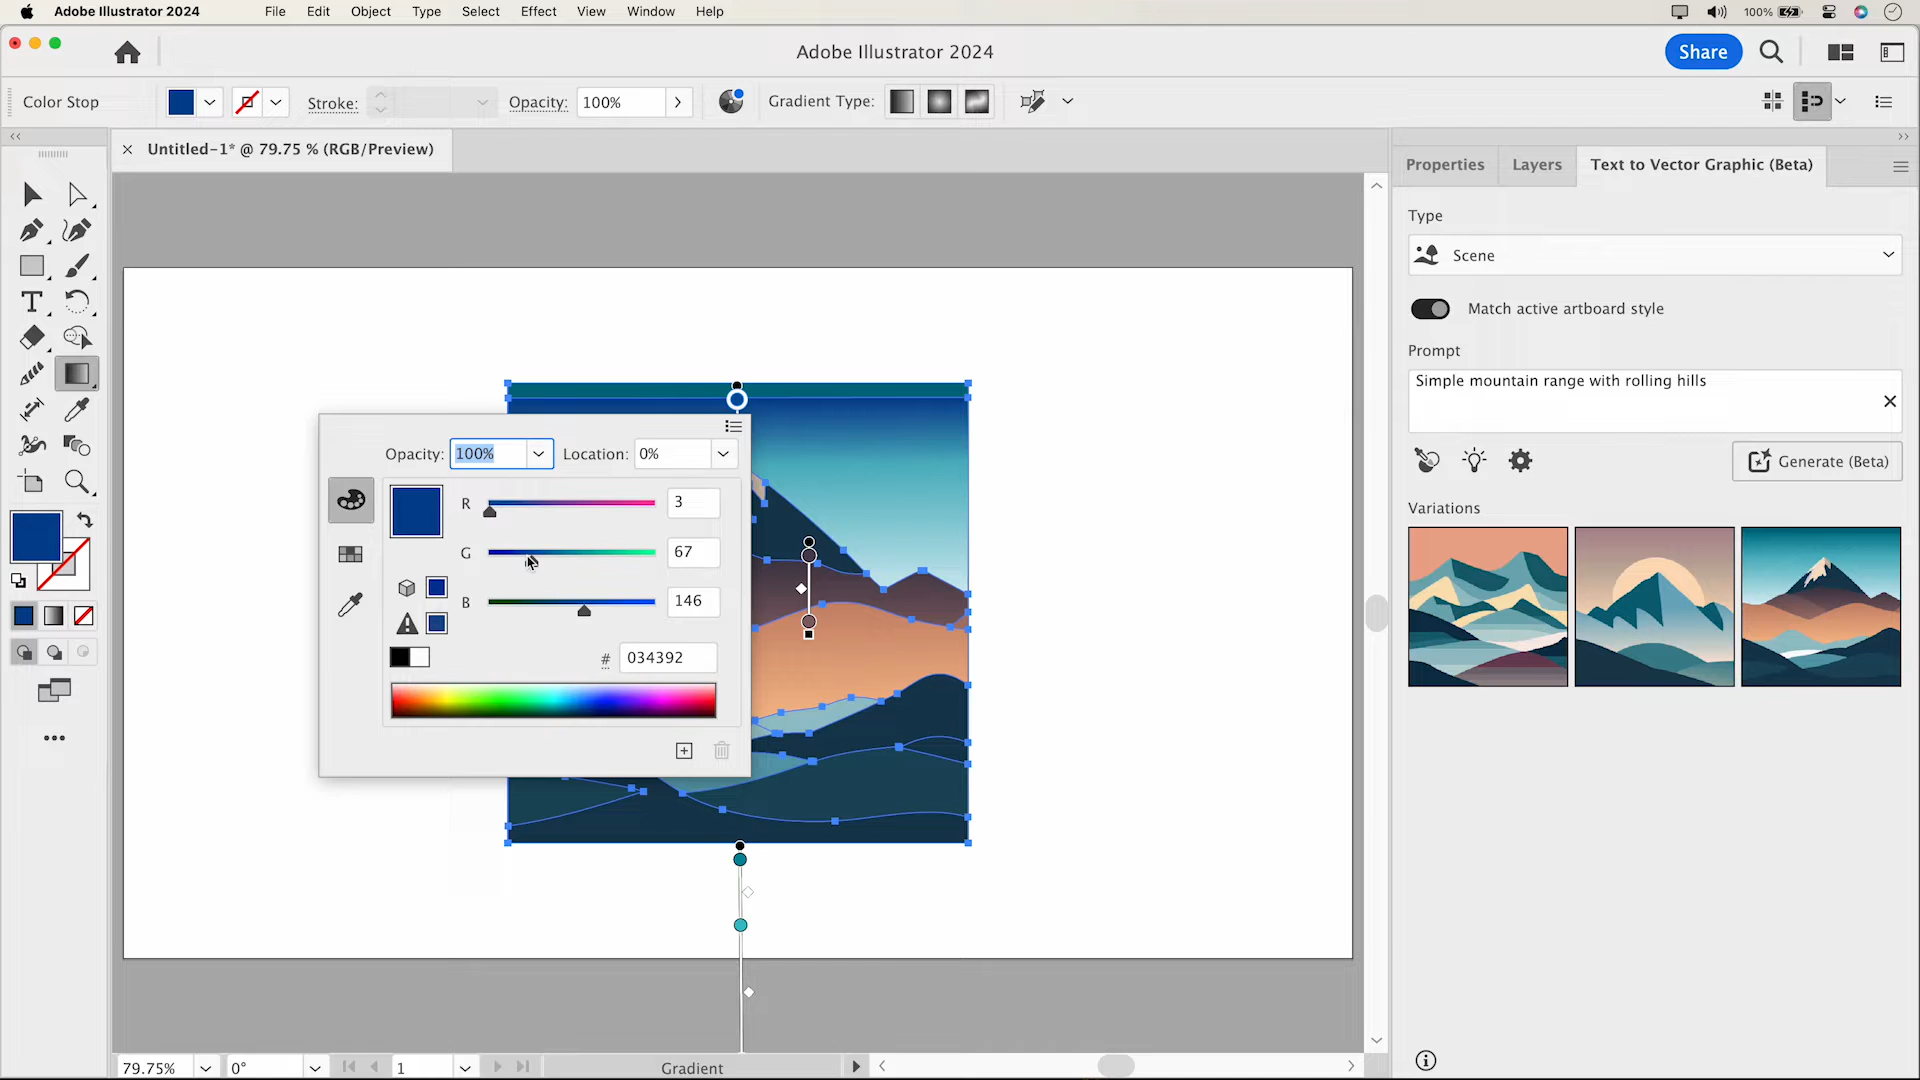 Adobe Illustrator 2024 File Edit Object Type Select Effect View Window Help 100%
Adobe Illustrator 2024 Share
Color Stop Stroke: Opacity: 100% Gradient Type:
× Untitled-1* @ 79.75 % (RGB/Preview)
Properties Layers Text to Vector Graphic (Beta)
Type
Scene
Match active artboard style
Prompt
Simple mountain range with rolling hills
Generate (Beta)
Variations
Opacity: 100% Location: 0%
R 3
G 67
B 146
# 034392
79.75% 0° 1 Gradient